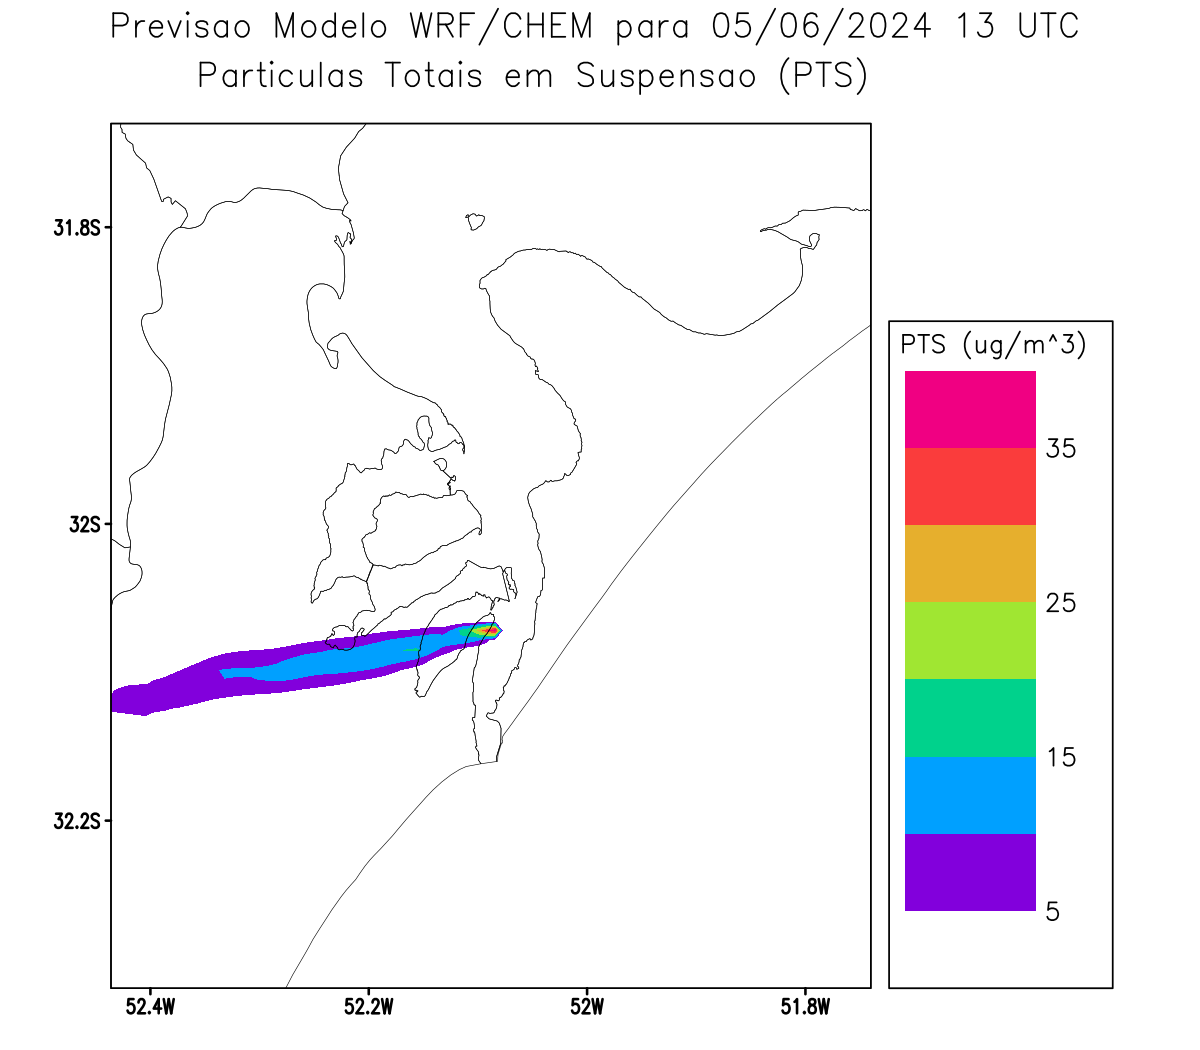 Previsao Modelo WRF/CHEM para 05/06/2024 13 UTC
Particulas Totais em Suspensao (PTS)
31.8S
32S
32.2S
52.4W 52.2W 52W 51.8W
PTS (ug/m^3)
35
25
15
5